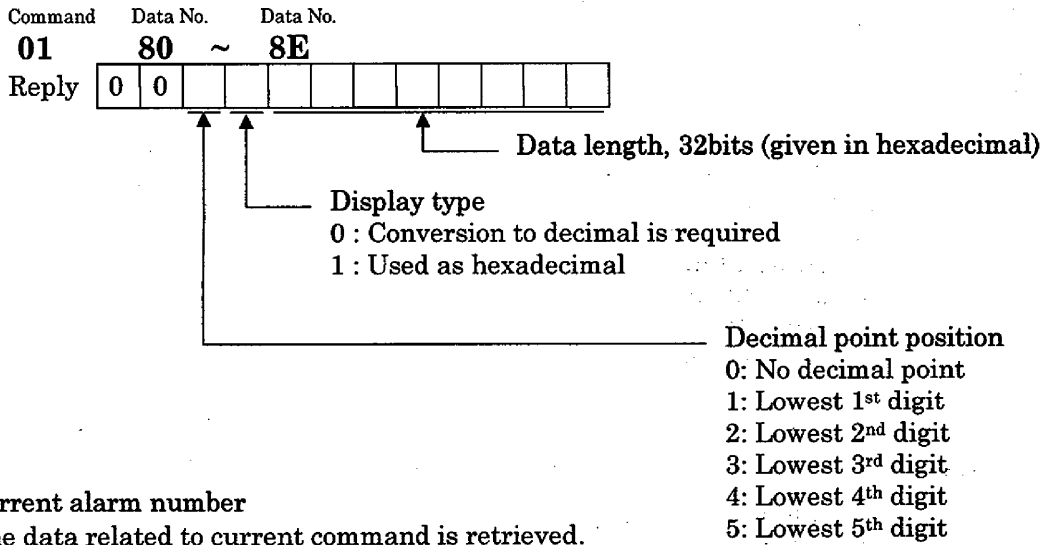 Command Data No. Data No.
01 80 ~ 8E
Reply 0 0
Data length, 32bits (given in hexadecimal)
Display type
0 : Conversion to decimal is required
1 : Used as hexadecimal
Decimal point position
0: No decimal point
1: Lowest 1st digit
2: Lowest 2nd digit
3: Lowest 3rd digit
4: Lowest 4th digit
5: Lowest 5th digit
rrent alarm number
e data related to current command is retrieved.